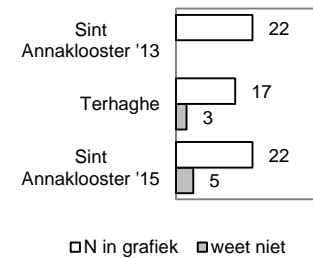 Sint
Annaklooster '13
22
Terhaghe
17
3
Sint
Annaklooster '15
22
5
N in grafiek weet niet